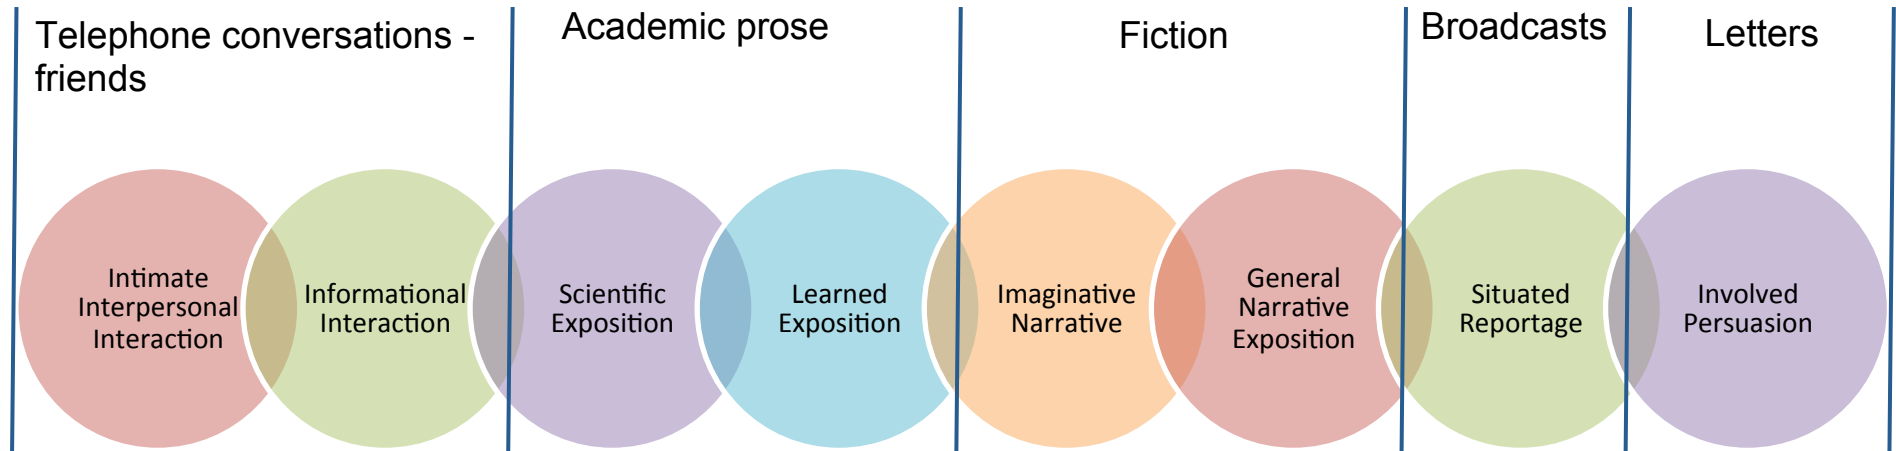 Telephone conversations -
friends
Academic prose
Fiction
Broadcasts
Letters
Intimate
Interpersonal
Interaction
Informational
Interaction
Scientific
Exposition
Learned
Exposition
Imaginative
Narrative
General
Narrative
Exposition
Situated
Reportage
Involved
Persuasion